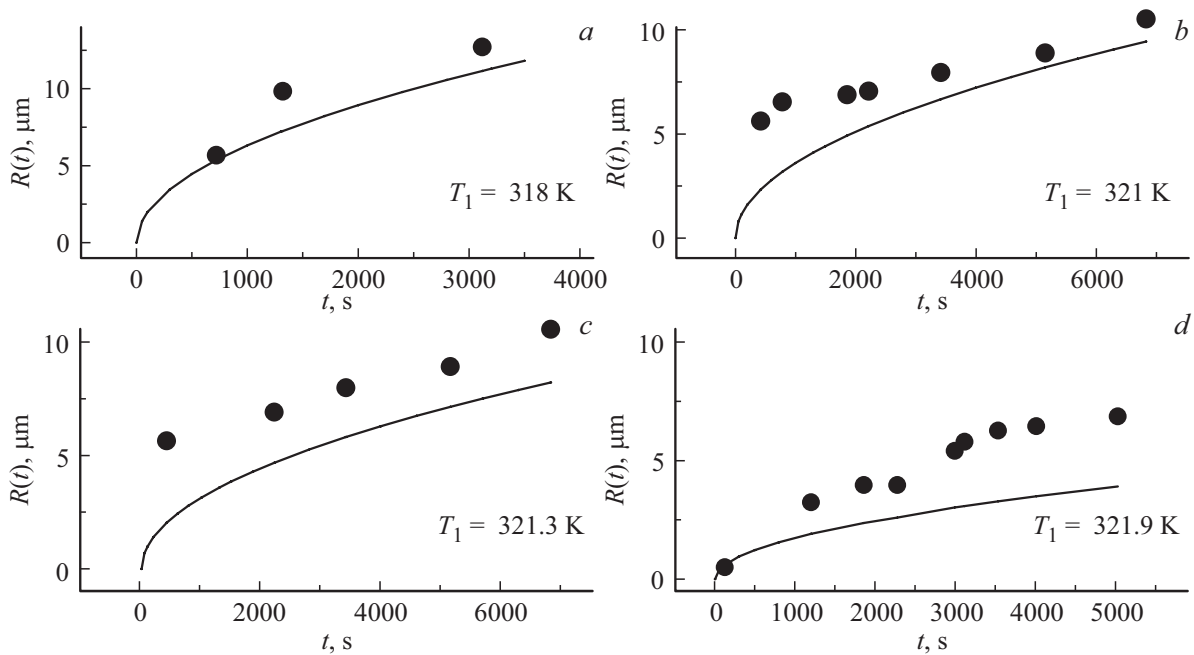 a
10
5
0
R(t), μm
T1 = 318 K
0 1000 2000 3000 4000
t, s
b
10
5
0
R(t), μm
T1 = 321 K
0 2000 4000 6000
t, s
c
10
5
0
R(t), μm
T1 = 321.3 K
0 2000 4000 6000
t, s
d
10
5
0
R(t), μm
T1 = 321.9 K
0 1000 2000 3000 4000 5000
t, s